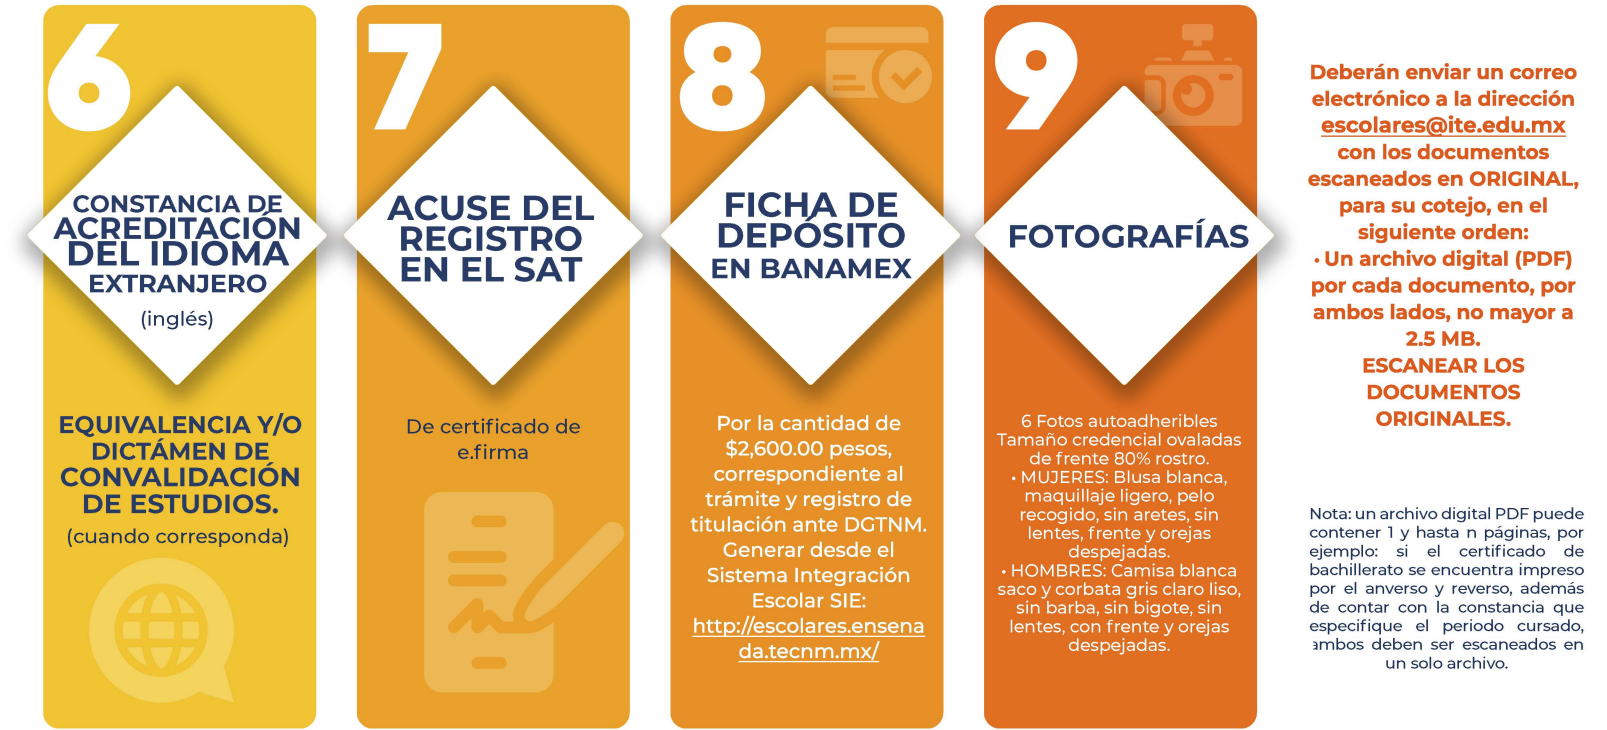 6
CONSTANCIA DE
ACREDITACIÓN
DEL IDIOMA
EXTRANJERO
(inglés)
EQUIVALENCIA Y/O
DICTÁMEN DE
CONVALIDACIÓN
DE ESTUDIOS.
(cuando corresponda)
7
ACUSE DEL
REGISTRO
EN EL SAT
De certificado de
e.firma
8
FICHA DE
DEPÓSITO
EN BANAMEX
Por la cantidad de
$2,600.00 pesos,
correspondiente al
trámite y registro de
titulación ante DGTNM.
Generar desde el
Sistema Integración
Escolar SIE:
http://escolares.ensena
da.tecnm.mx/
9
FOTOGRAFÍAS
6 Fotos autoadheribles
Tamaño credencial ovaladas
de frente 80% rostro.
• MUJERES: Blusa blanca,
maquillaje ligero, pelo
recogido, sin aretes, sin
lentes, frente y orejas
despejadas.
• HOMBRES: Camisa blanca
saco y corbata gris claro liso,
sin barba, sin bigote, sin
lentes, con frente y orejas
despejadas.
Deberán enviar un correo
electrónico a la dirección
escolares@ite.edu.mx
con los documentos
escaneados en ORIGINAL,
para su cotejo, en el
siguiente orden:
• Un archivo digital (PDF)
por cada documento, por
ambos lados, no mayor a
2.5 MB.
ESCANEAR LOS
DOCUMENTOS
ORIGINALES.
Nota: un archivo digital PDF puede
contener 1 y hasta n páginas, por
ejemplo: si el certificado de
bachillerato se encuentra impreso
por el anverso y reverso, además
de contar con la constancia que
especifique el periodo cursado,
ambos deben ser escaneados en
un solo archivo.